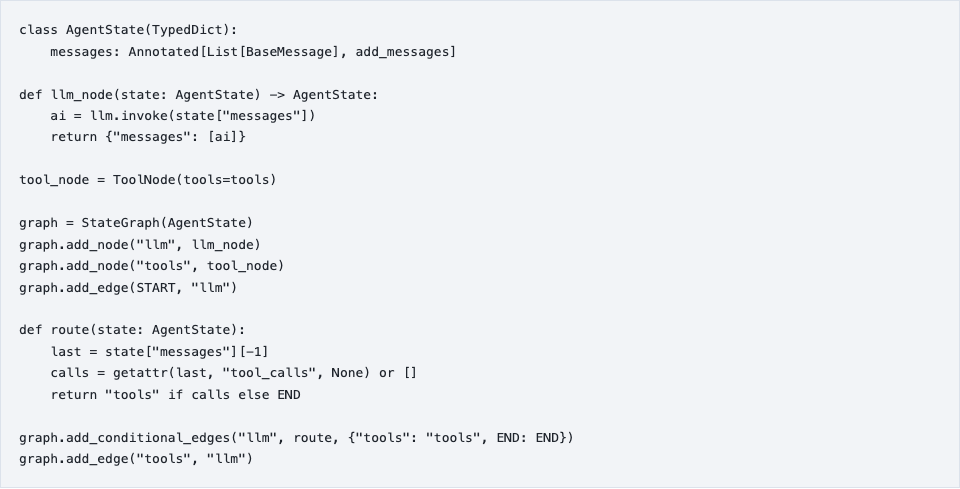 class AgentState(TypedDict):
    messages: Annotated[List[BaseMessage], add_messages]

def llm_node(state: AgentState) -> AgentState:
    ai = llm.invoke(state["messages"])
    return {"messages": [ai]}

tool_node = ToolNode(tools=tools)

graph = StateGraph(AgentState)
graph.add_node("llm", llm_node)
graph.add_node("tools", tool_node)
graph.add_edge(START, "llm")

def route(state: AgentState):
    last = state["messages"][-1]
    calls = getattr(last, "tool_calls", None) or []
    return "tools" if calls else END

graph.add_conditional_edges("llm", route, {"tools": "tools", END: END})
graph.add_edge("tools", "llm")